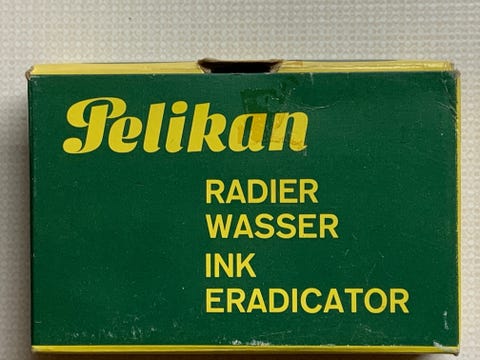 Pelikan
RADIER
WASSER
INK
ERADICATOR